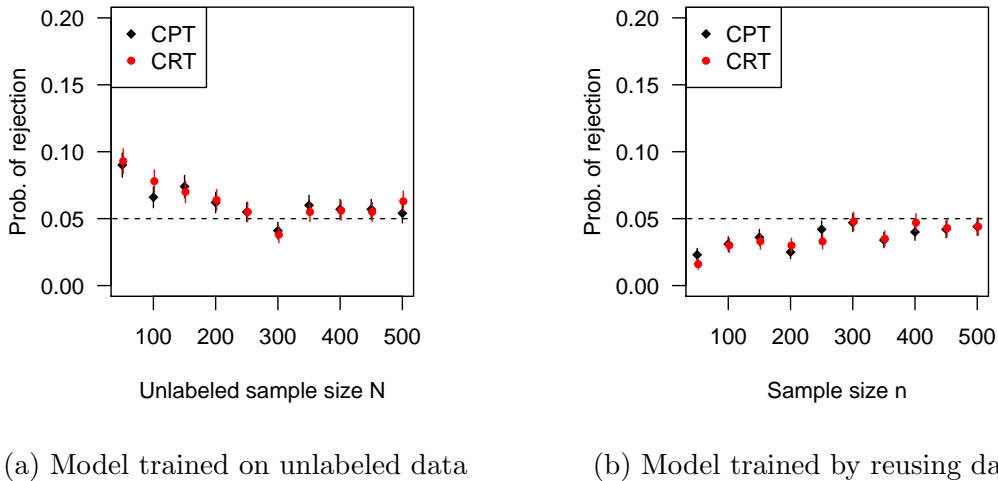 0.20
0.15
0.10
0.05
0.00
Prob. of rejection
CPT
CRT
100 200 300 400 500
Unlabeled sample size N
(a) Model trained on unlabeled data
0.20
0.15
0.10
0.05
0.00
Prob. of rejection
CPT
CRT
100 200 300 400 500
Sample size n
(b) Model trained by reusing da